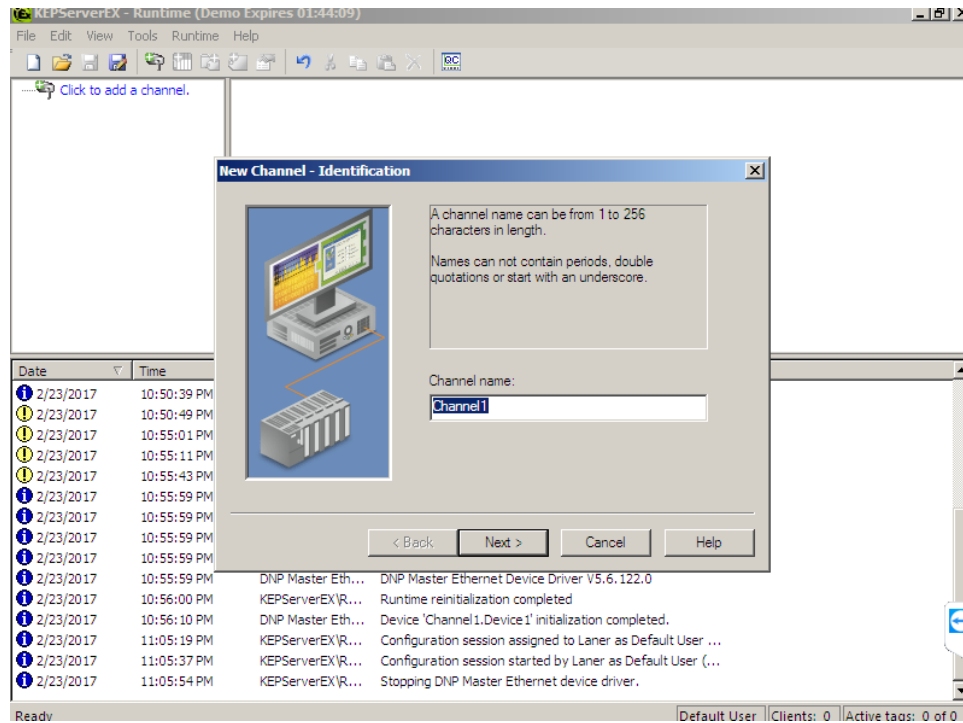 KEPServerEX - Runtime (Demo Expires 01:44:09)
File Edit View Tools Runtime Help
QC
Click to add a channel.
New Channel - Identification
A channel name can be from 1 to 256
characters in length.
Names can not contain periods, double
quotations or start with an underscore.
Channel name:
Channel1
< Back Next > Cancel Help
Date Time
2/23/2017 10:50:39 PM
2/23/2017 10:50:49 PM
2/23/2017 10:55:01 PM
2/23/2017 10:55:11 PM
2/23/2017 10:55:43 PM
2/23/2017 10:55:59 PM
2/23/2017 10:55:59 PM
2/23/2017 10:55:59 PM
2/23/2017 10:55:59 PM
2/23/2017 10:55:59 PM DNP Master Eth... DNP Master Ethernet Device Driver V5.6.122.0
2/23/2017 10:56:00 PM KEPServerEX\R... Runtime reinitialization completed
2/23/2017 10:56:10 PM DNP Master Eth... Device 'Channel1.Device1' initialization completed.
2/23/2017 11:05:19 PM KEPServerEX\R... Configuration session assigned to Laner as Default User ...
2/23/2017 11:05:37 PM KEPServerEX\R... Configuration session started by Laner as Default User (...
2/23/2017 11:05:54 PM KEPServerEX\R... Stopping DNP Master Ethernet device driver.
Ready Default User Clients: 0 Active tags: 0 of 0